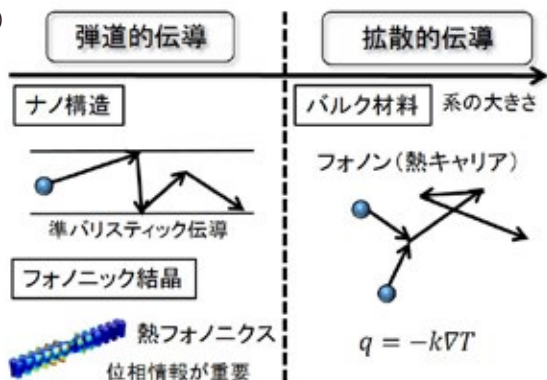 )
弾道的伝導
拡散的伝導
ナノ構造
バルク材料 系の大きさ
フォノン(熱キャリア)
準バリスティック伝導
フォノニック結晶
熱フォノニクス
位相情報が重要
q = −k∇T